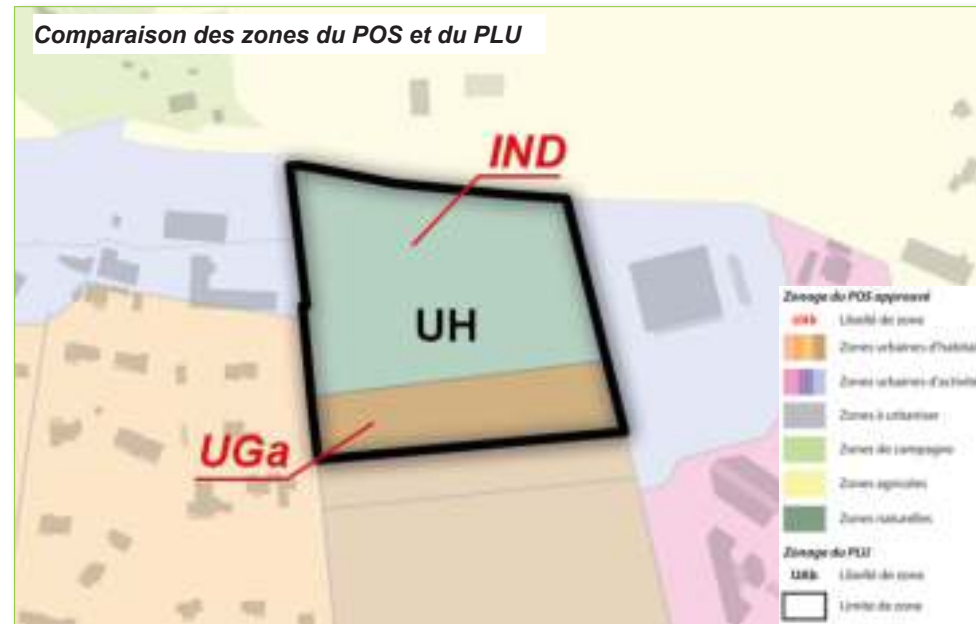 Comparaison des zones du POS et du PLU
IND
UH
UGa
Zonage du POS approuvé
Libellé de zone
Zones urbaines d'habitat
Zones urbaines d'activité
Zones à urbaniser
Zones de campagne
Zones agricoles
Zones naturelles
Zonage du PLU
UAb Libellé de zone
Limite de zone